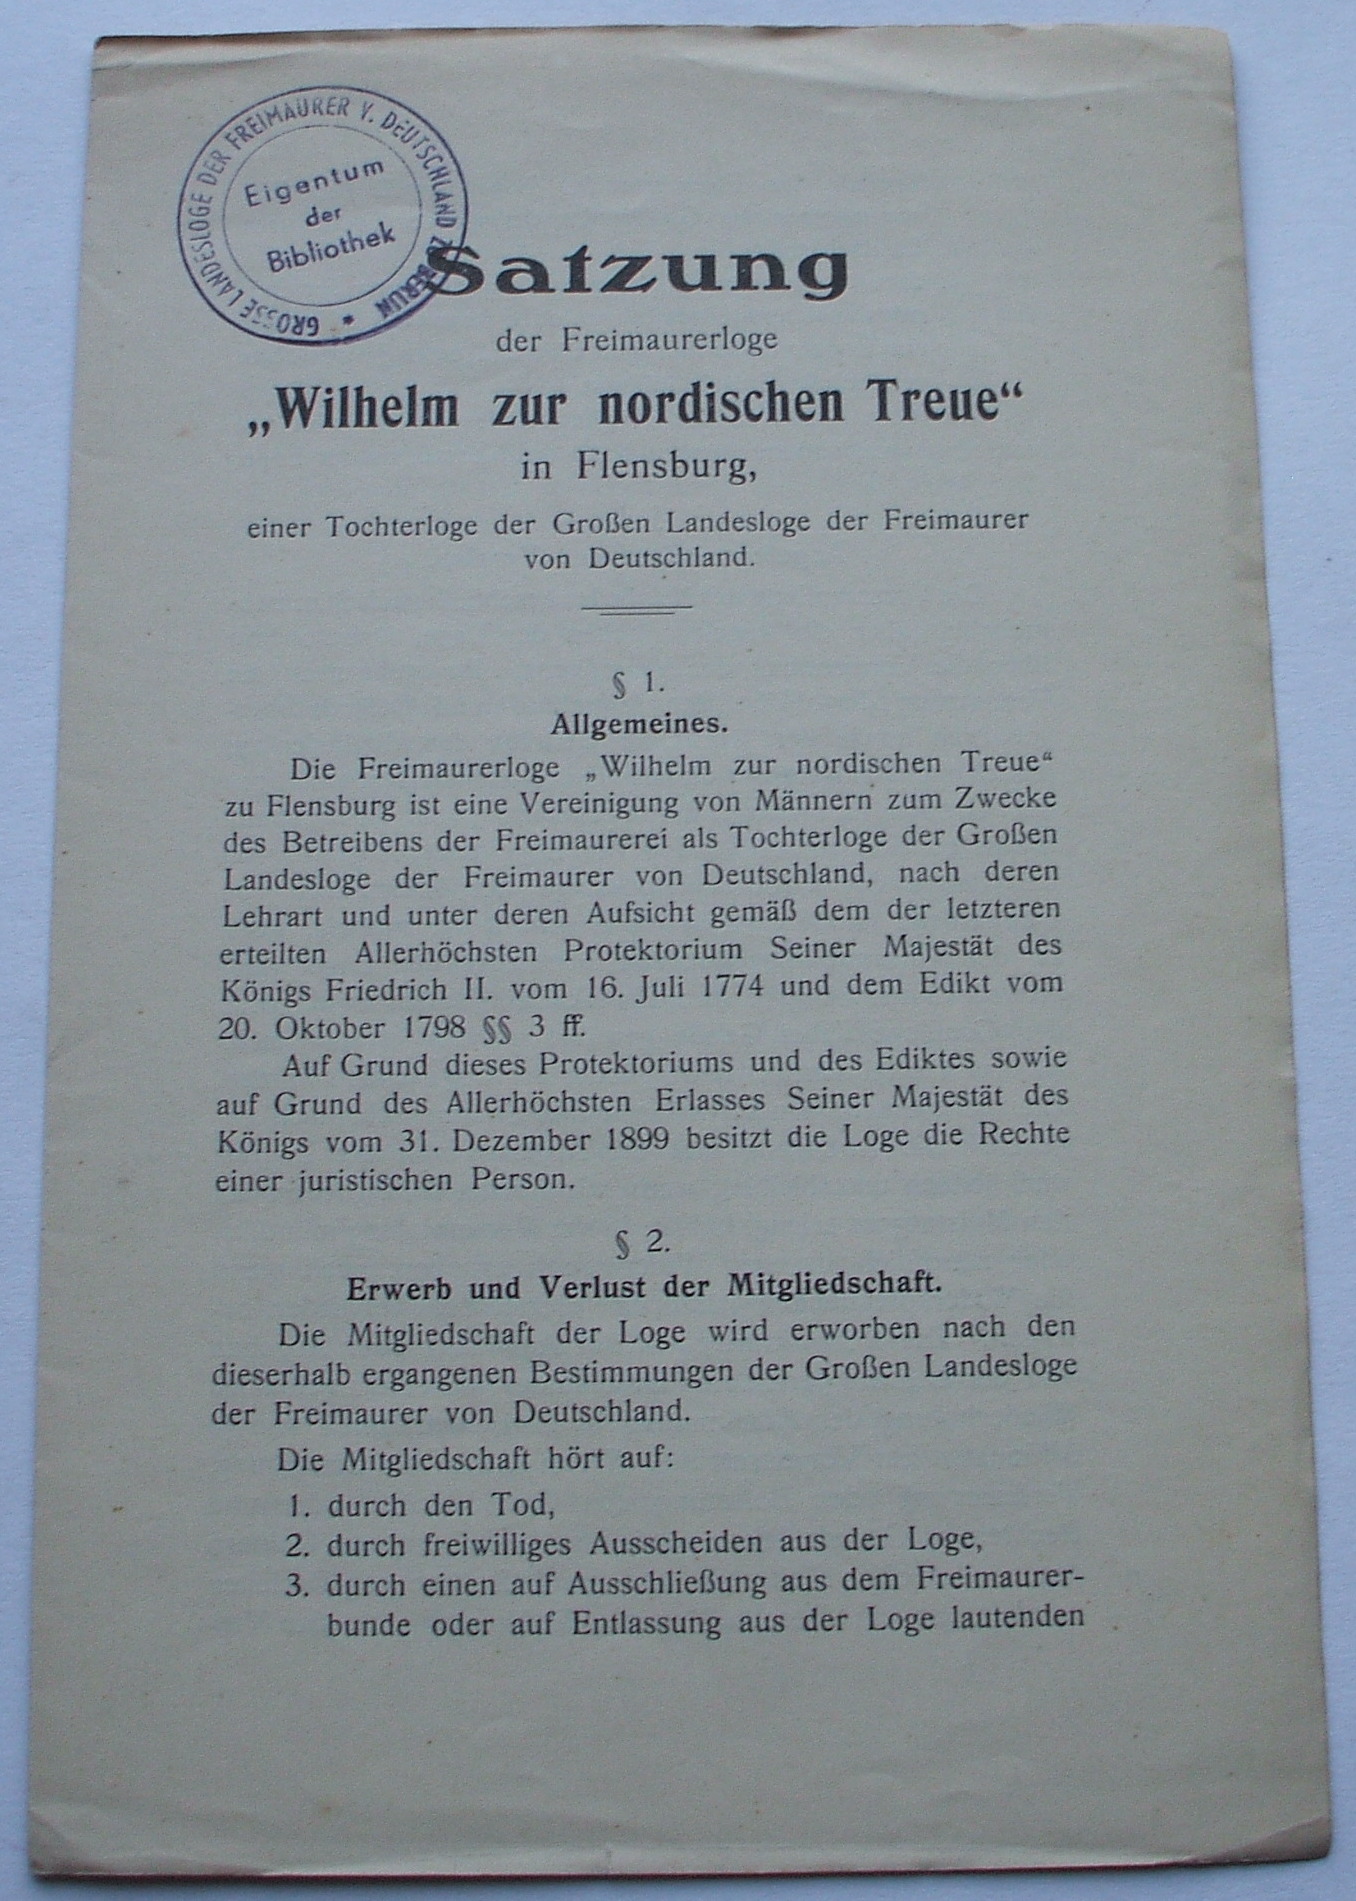 GROSSE LANDESLOGE DER FREIMAURER V. DEUTSCHLAND ZU BERLIN *
Eigentum
der
Bibliothek
Satzung
der Freimaurerloge
„Wilhelm zur nordischen Treue“
in Flensburg,
einer Tochterloge der Großen Landesloge der Freimaurer
von Deutschland.
§ 1.
Allgemeines.
Die Freimaurerloge „Wilhelm zur nordischen Treue“
zu Flensburg ist eine Vereinigung von Männern zum Zwecke
des Betreibens der Freimaurerei als Tochterloge der Großen
Landesloge der Freimaurer von Deutschland, nach deren
Lehrart und unter deren Aufsicht gemäß dem der letzteren
erteilten Allerhöchsten Protektorium Seiner Majestät des
Königs Friedrich II. vom 16. Juli 1774 und dem Edikt vom
20. Oktober 1798 §§ 3 ff.
Auf Grund dieses Protektoriums und des Ediktes sowie
auf Grund des Allerhöchsten Erlasses Seiner Majestät des
Königs vom 31. Dezember 1899 besitzt die Loge die Rechte
einer juristischen Person.
§ 2.
Erwerb und Verlust der Mitgliedschaft.
Die Mitgliedschaft der Loge wird erworben nach den
dieserhalb ergangenen Bestimmungen der Großen Landesloge
der Freimaurer von Deutschland.
Die Mitgliedschaft hört auf:
1. durch den Tod,
2. durch freiwilliges Ausscheiden aus der Loge,
3. durch einen auf Ausschließung aus dem Freimaurer-
bunde oder auf Entlassung aus der Loge lautenden